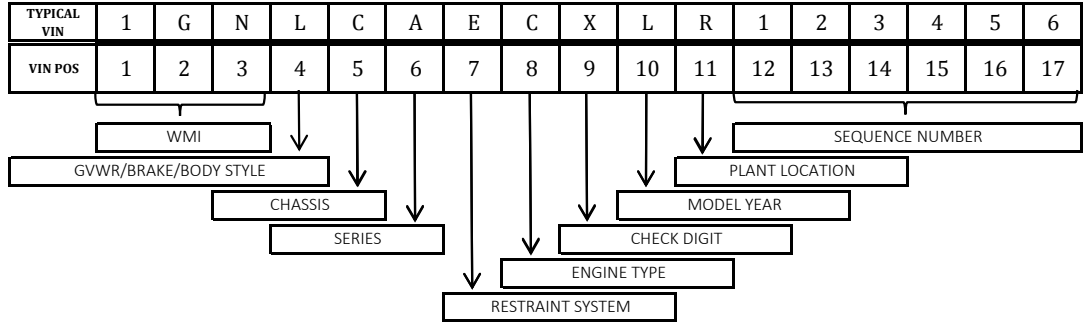 TYPICAL VIN 1 G N L C A E C X L R 1 2 3 4 5 6
VIN POS 1 2 3 4 5 6 7 8 9 10 11 12 13 14 15 16 17
WMI SEQUENCE NUMBER
GVWR/BRAKE/BODY STYLE PLANT LOCATION
CHASSIS MODEL YEAR
SERIES CHECK DIGIT
ENGINE TYPE
RESTRAINT SYSTEM